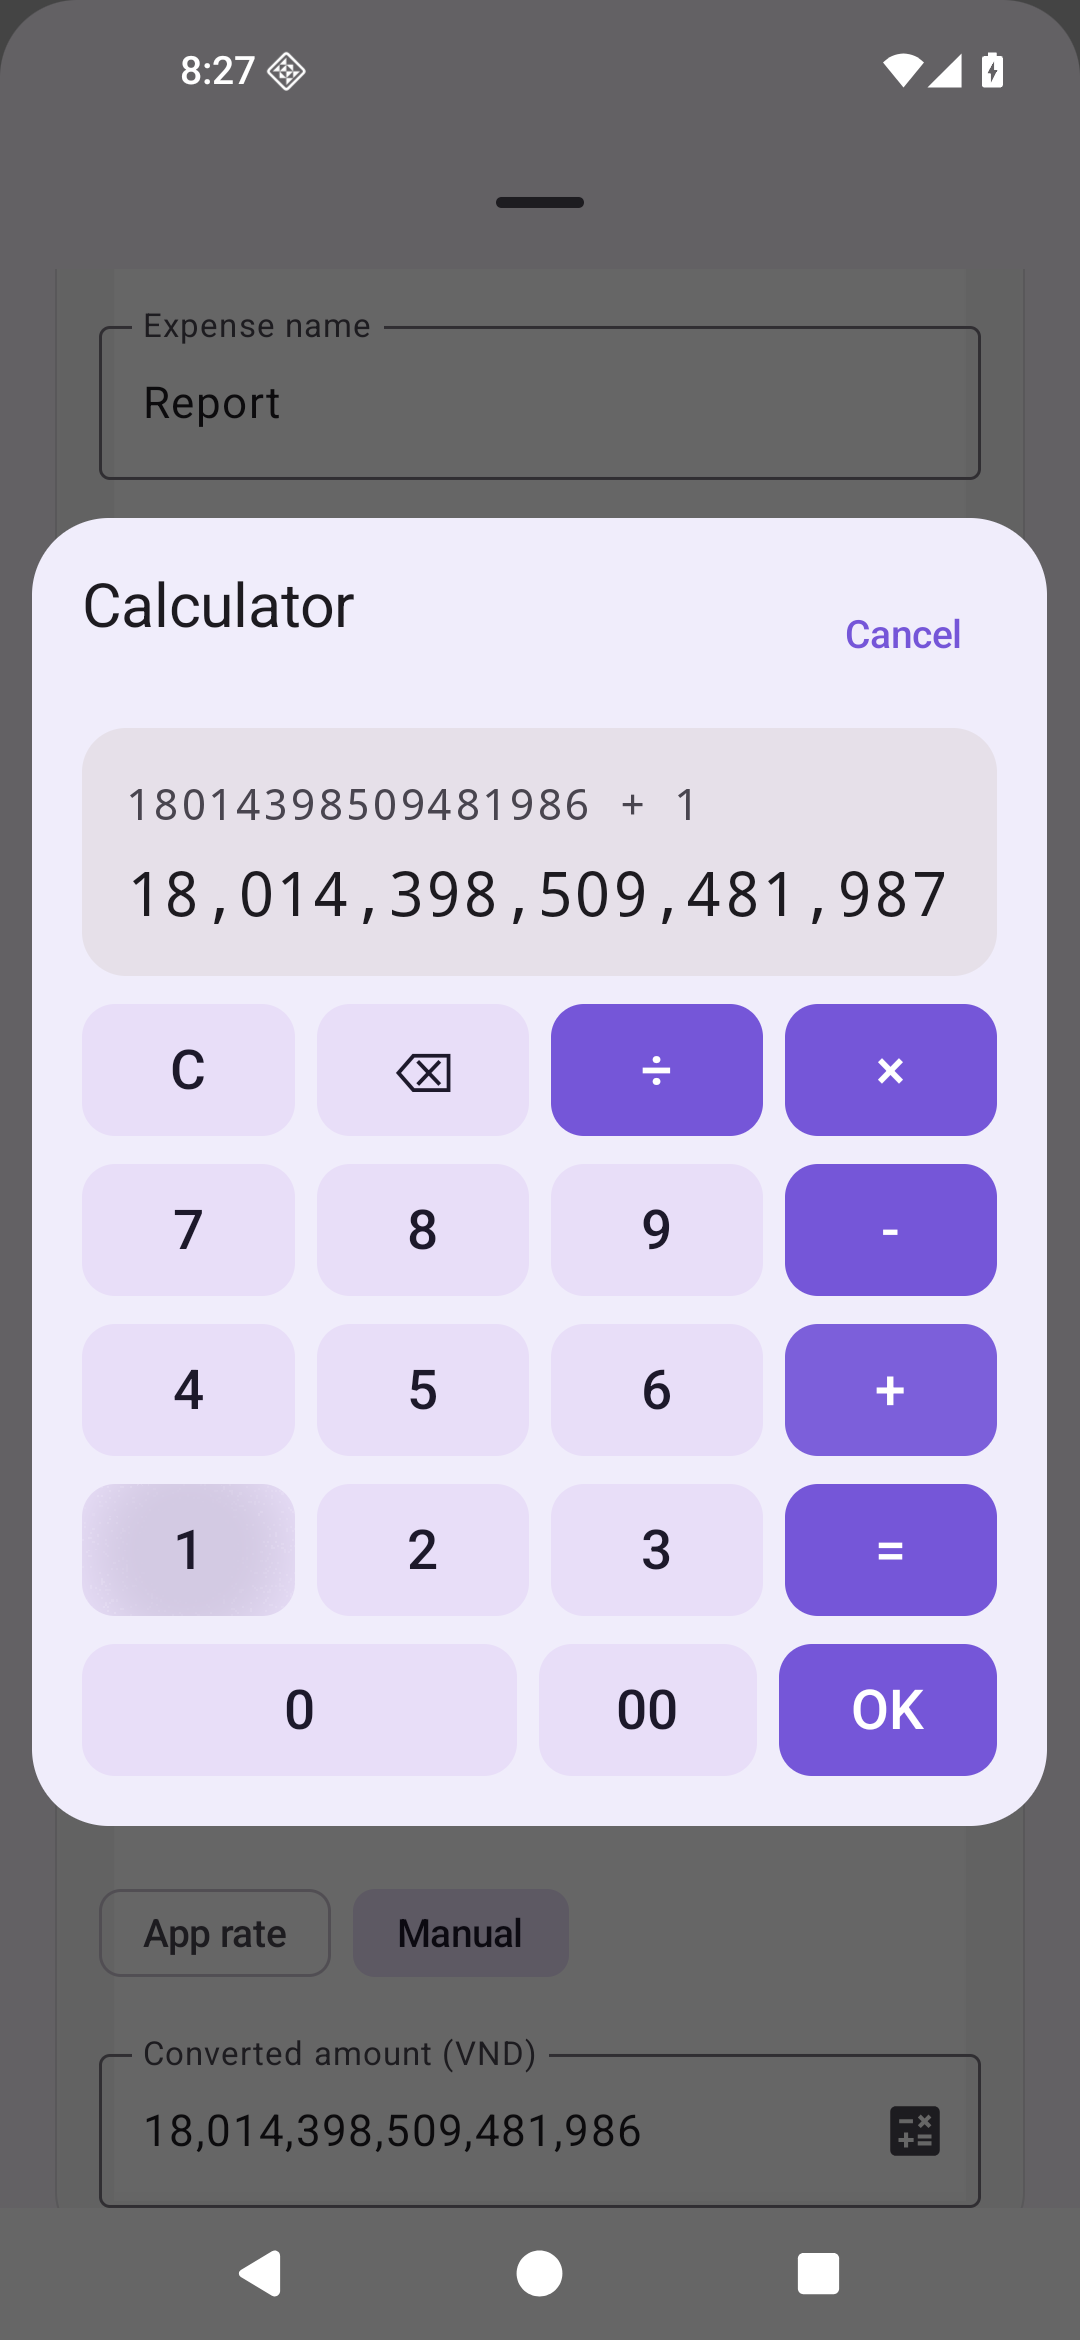 8:27
Expense name
Report
Calculator
Cancel
18014398509481986 + 1
18,014,398,509,481,987
C ÷ ×
7 8 9 -
4 5 6 +
1 2 3 =
0 00 OK
App rate Manual
Converted amount (VND)
18,014,398,509,481,986